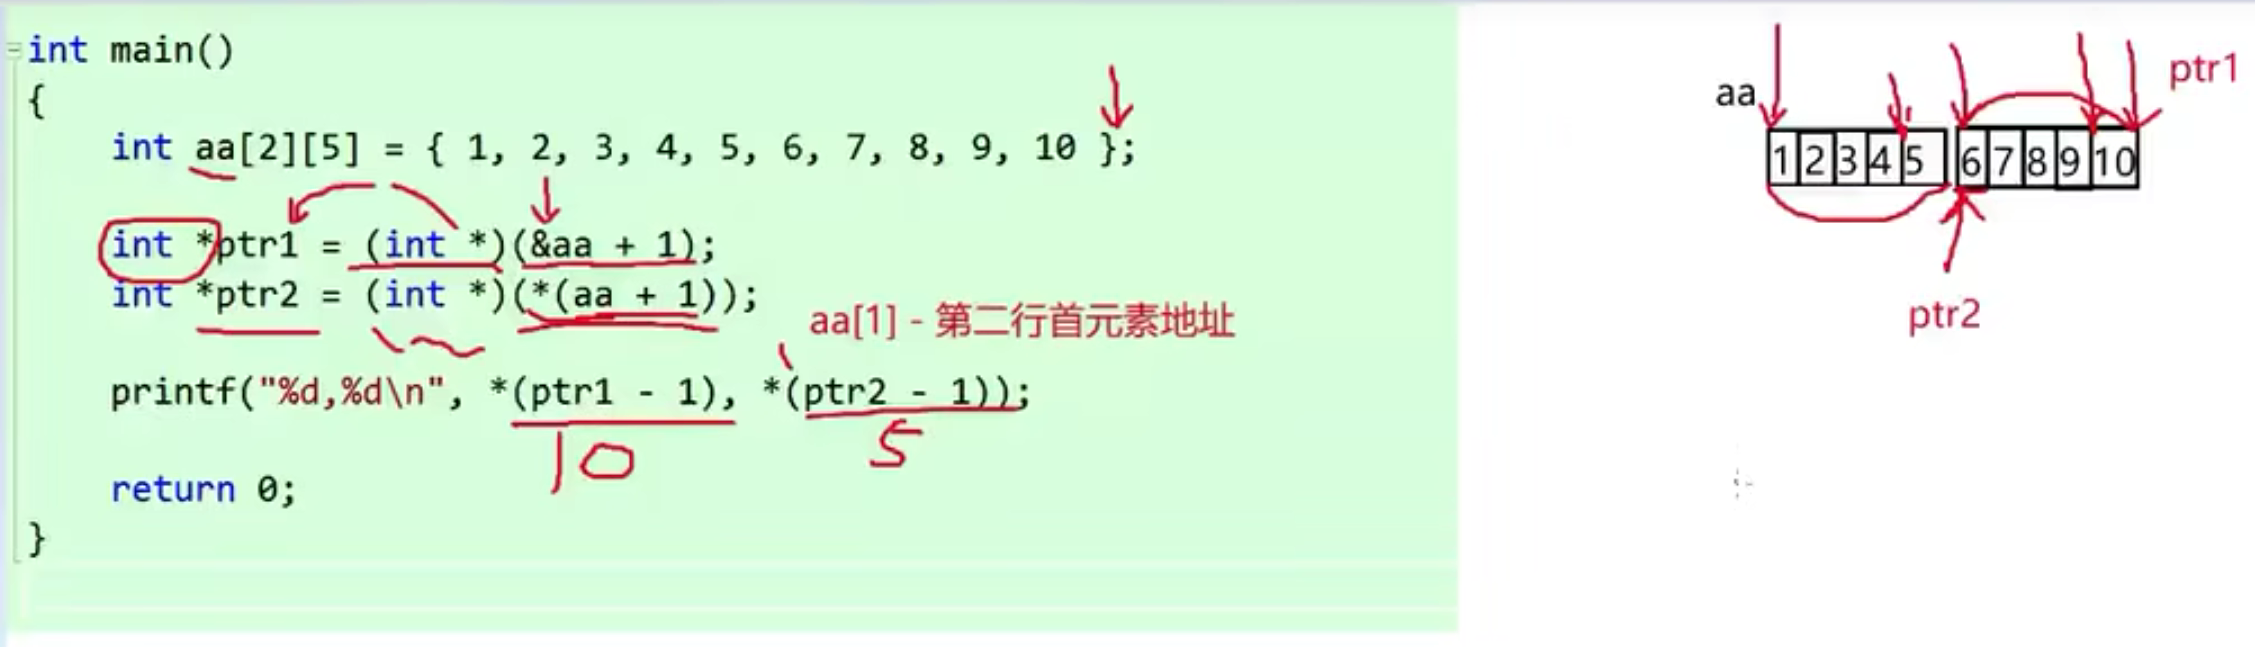 int main()
{
int aa[2][5] = { 1, 2, 3, 4, 5, 6, 7, 8, 9, 10 };
int *ptr1 = (int *)(&aa + 1);
int *ptr2 = (int *)(*(aa + 1));
aa[1] - 第二行首元素地址
printf("%d,%d\n", *(ptr1 - 1), *(ptr2 - 1));
10 5
return 0;
}
ptr1
aa
1 2 3 4 5 6 7 8 9 10
ptr2